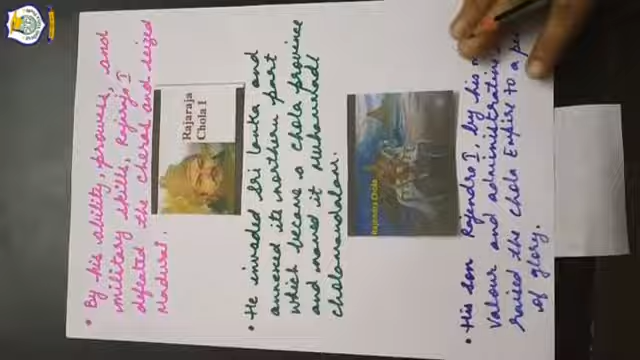 • By his ability, prowess, and
military skills, Rajaraja I
defeated the cheras and seized
Madurai.
Rajaraja
Chola I
• He invaded Sri Lanka and
annexed its northern part
which became a chola province
and named it
cholamandalam.
Rajendra Chola
• His son Rajendra I, by his
Valour and administrative
raised the Chola Empire to a
of glory.